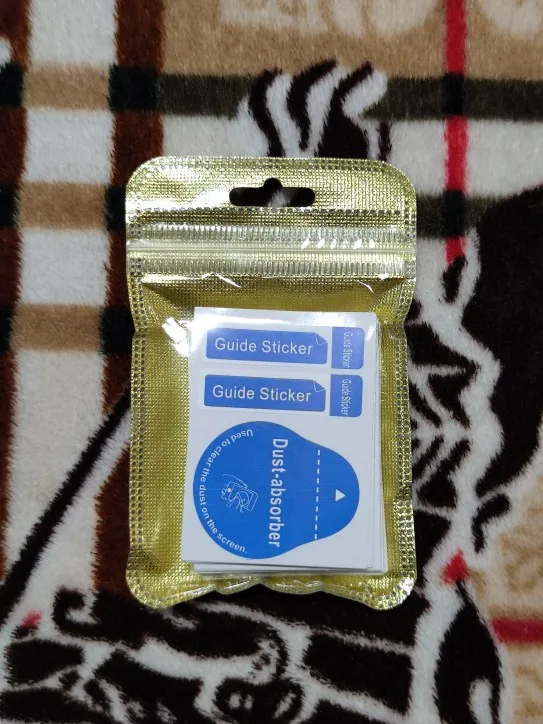 Guide Sticker
Guide Sticker
Guide Sticker
Guide Sticker
Dust-absorber
Used to clear the dust on the screen.